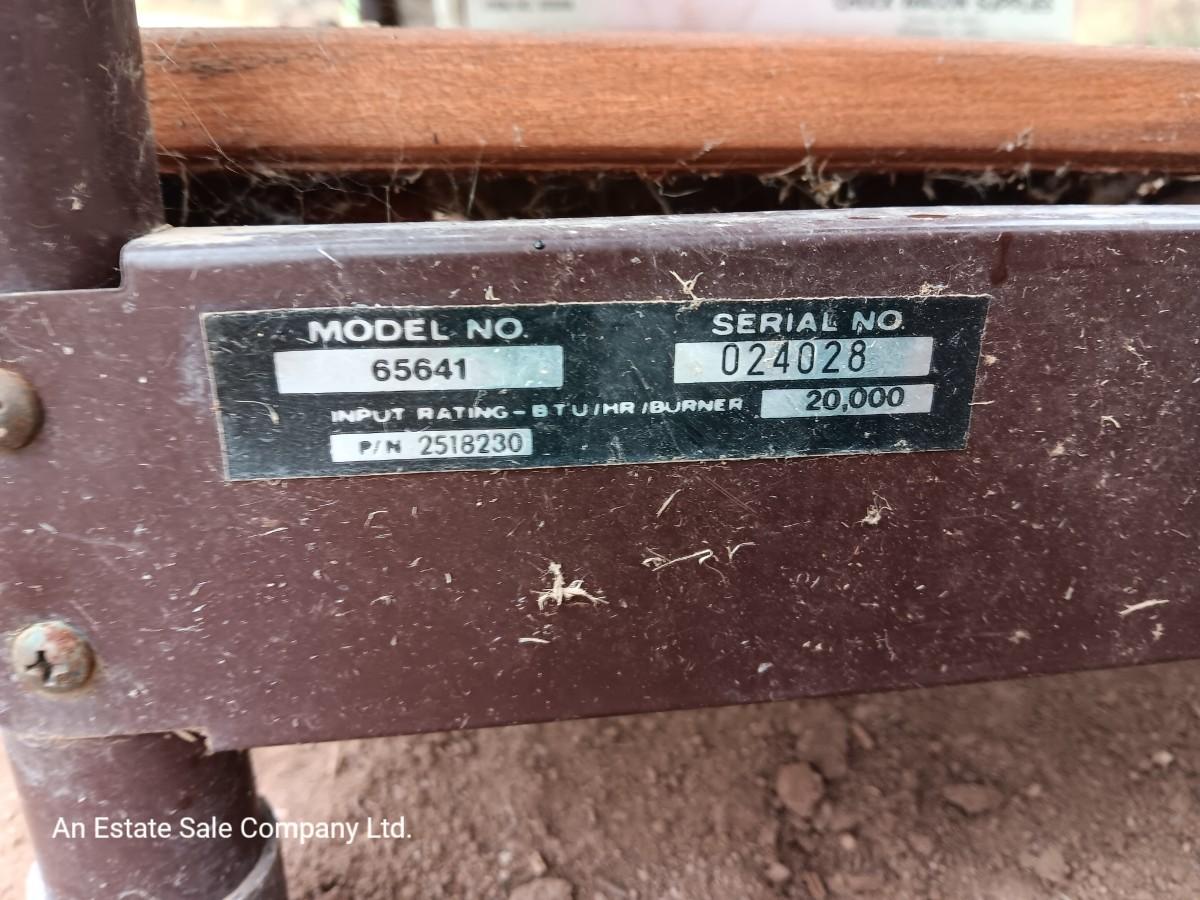 MODEL NO.
65641
SERIAL NO.
024028
INPUT RATING-BTU/HR/BURNER 20,000
P/N 2518230
An Estate Sale Company Ltd.